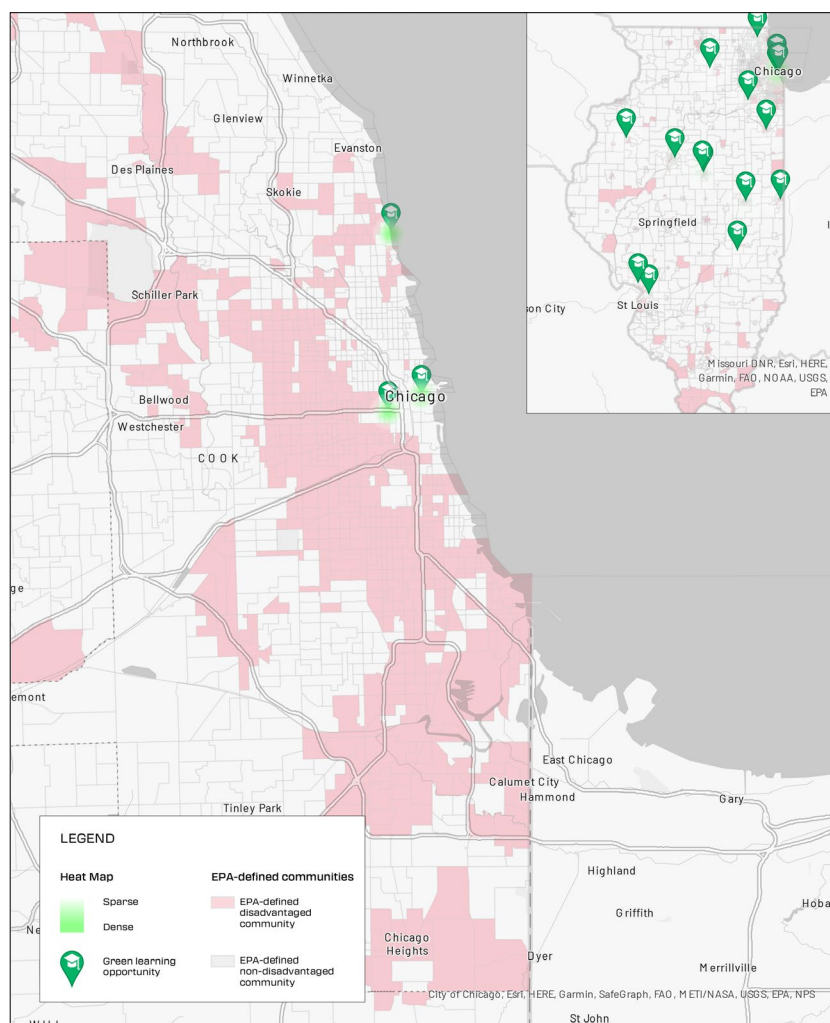 Northbrook
Winnetka
Glenview
Evanston
Des Plaines
Skokie
Schiller Park
Bellwood
Westchester
COOK
Chicago
ge
emont
East Chicago
Calumet City
Hammond
Gary
Tinley Park
Highland
Griffith
Hoba
Ne
Chicago
Heights
Dyer
Merrillville
City of Chicago, Esri, HERE, Garmin, SafeGraph, FAO, METI/NASA, USGS, EPA, NPS
St John
Chicago
Springfield
St Louis
son City
I
Missouri DNR, Esri, HERE,
Garmin, FAO, NOAA, USGS,
EPA
LEGEND
Heat Map
Sparse
Dense
Green learning
opportunity
EPA-defined communities
EPA-defined
disadvantaged
community
EPA-defined
non-disadvantaged
community